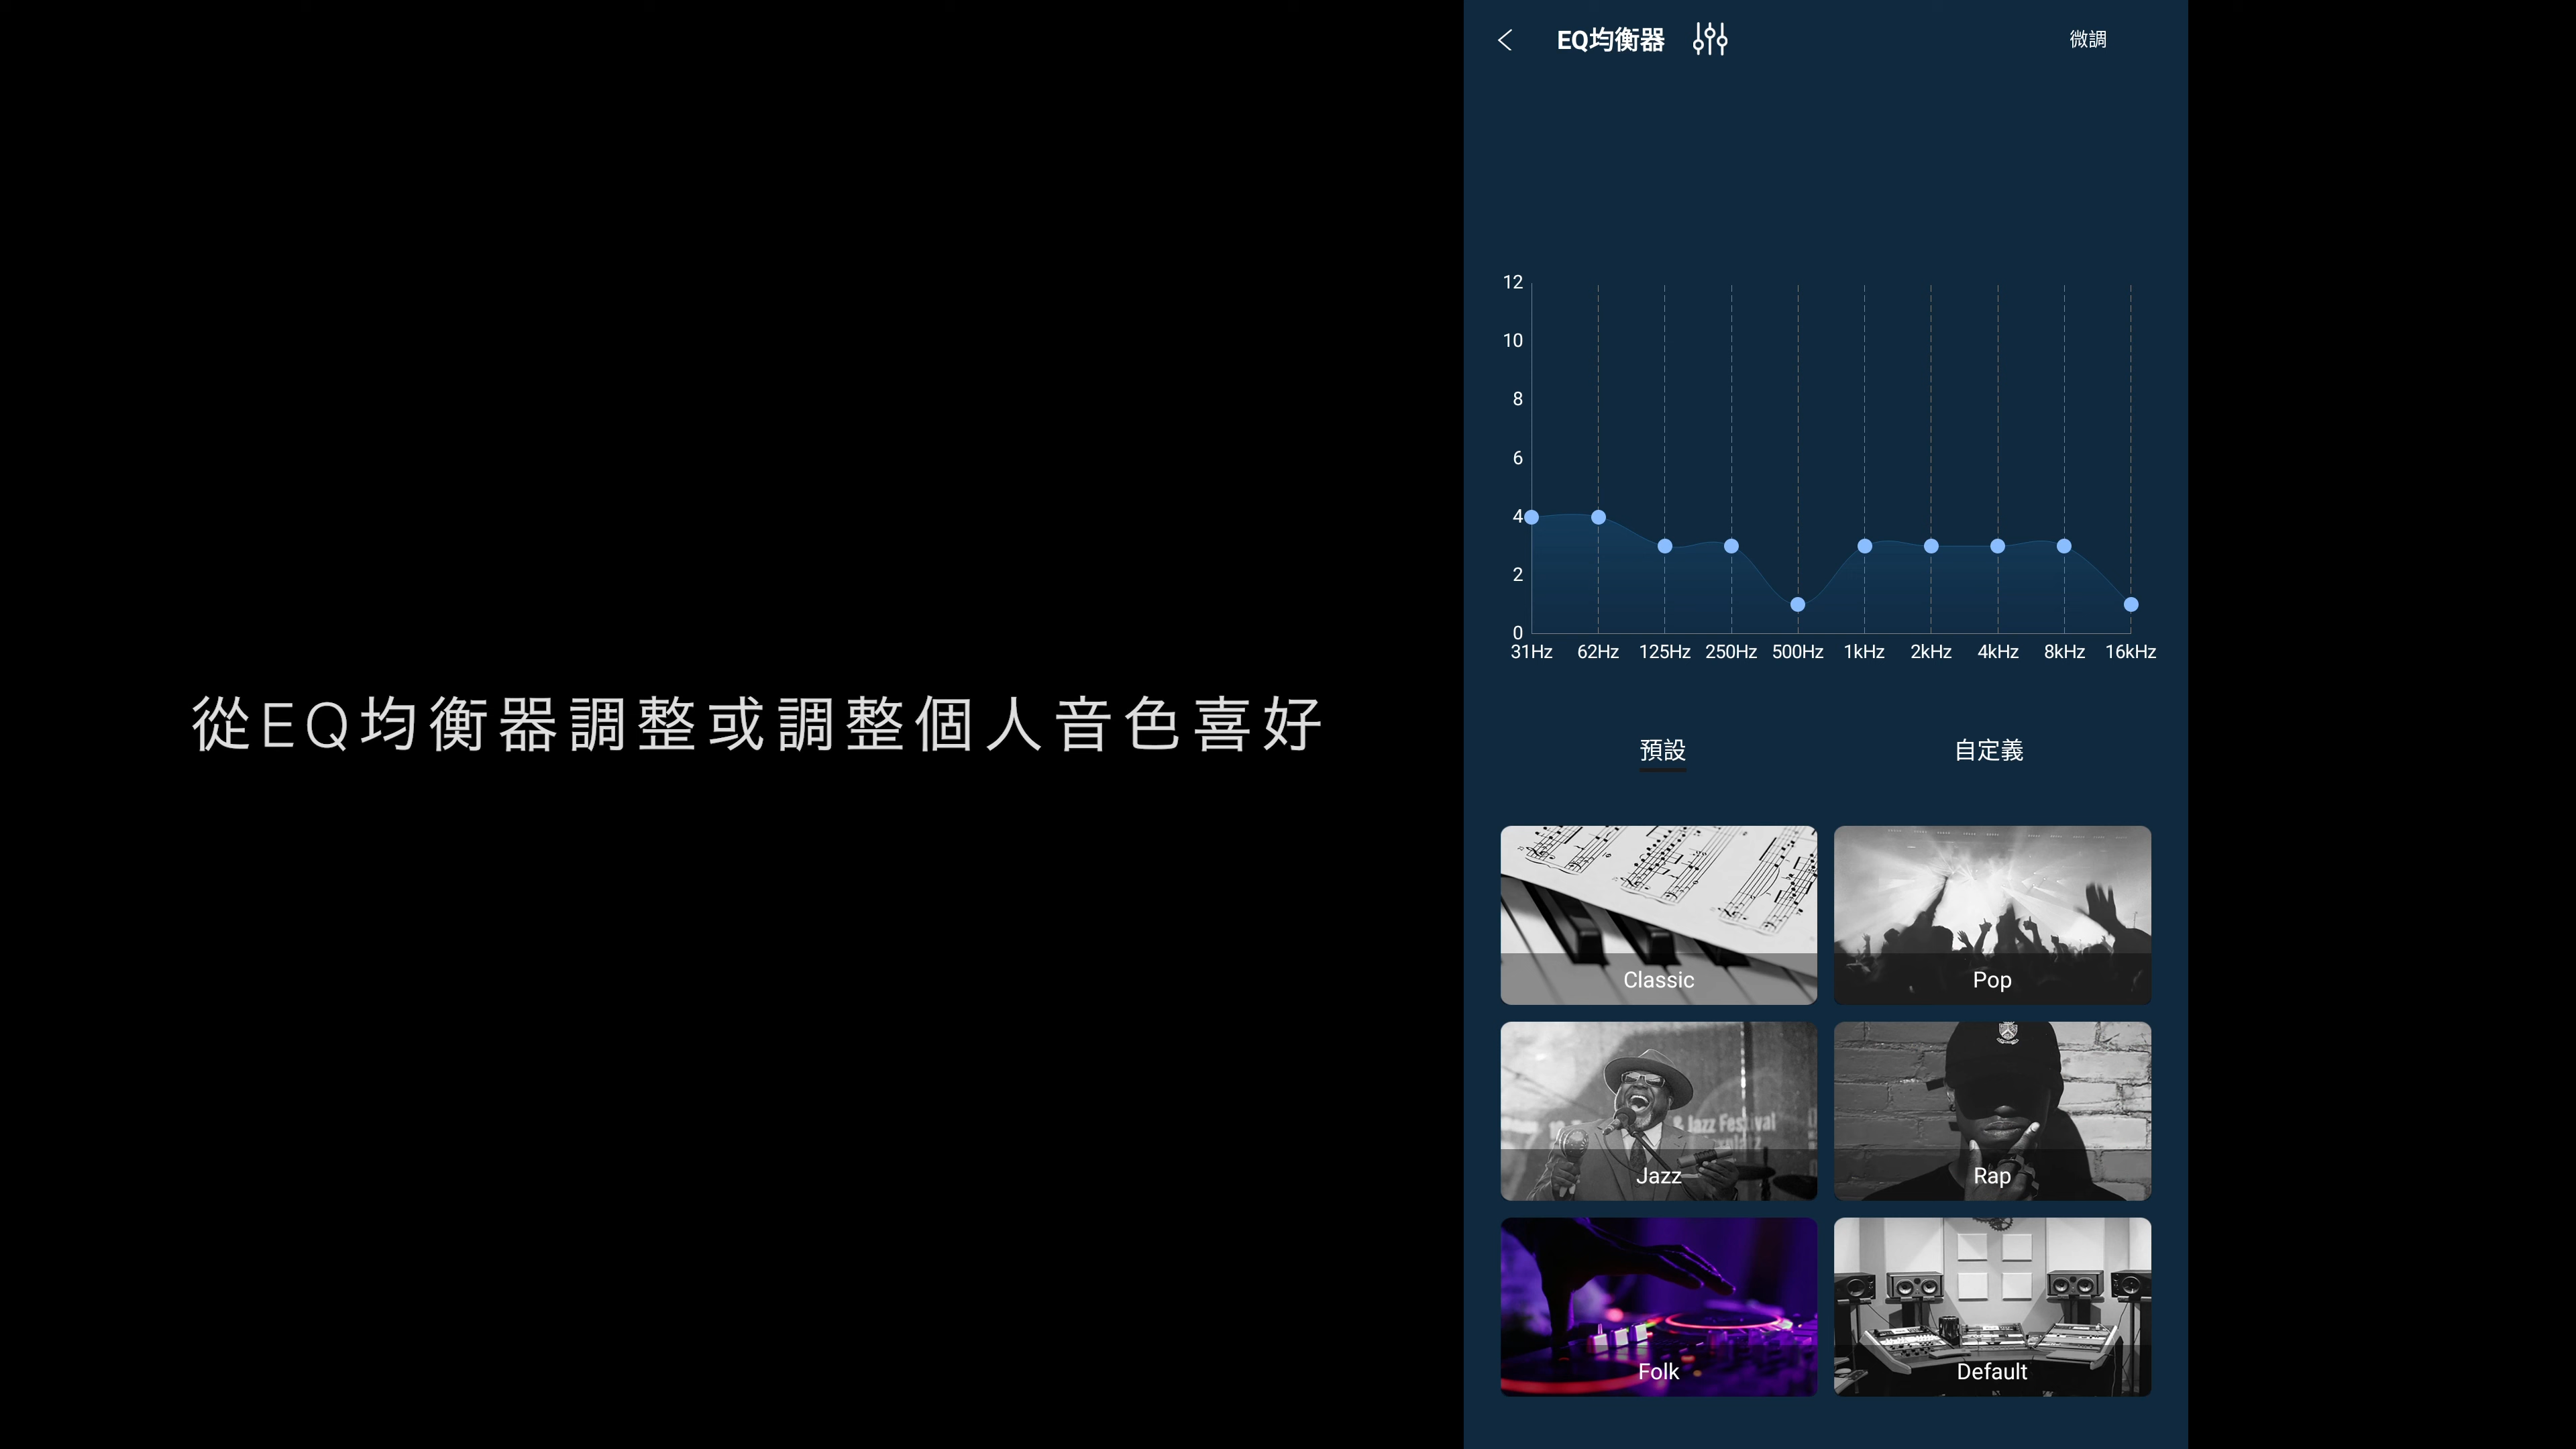 從EQ均衡器調整或調整個人音色喜好
EQ均衡器
微調
12
10
8
6
4
2
0
31Hz 62Hz 125Hz 250Hz 500Hz 1kHz 2kHz 4kHz 8kHz 16kHz
預設 自定義
Classic
Pop
& Jazz Festival
Jazz
Rap
Folk
Default